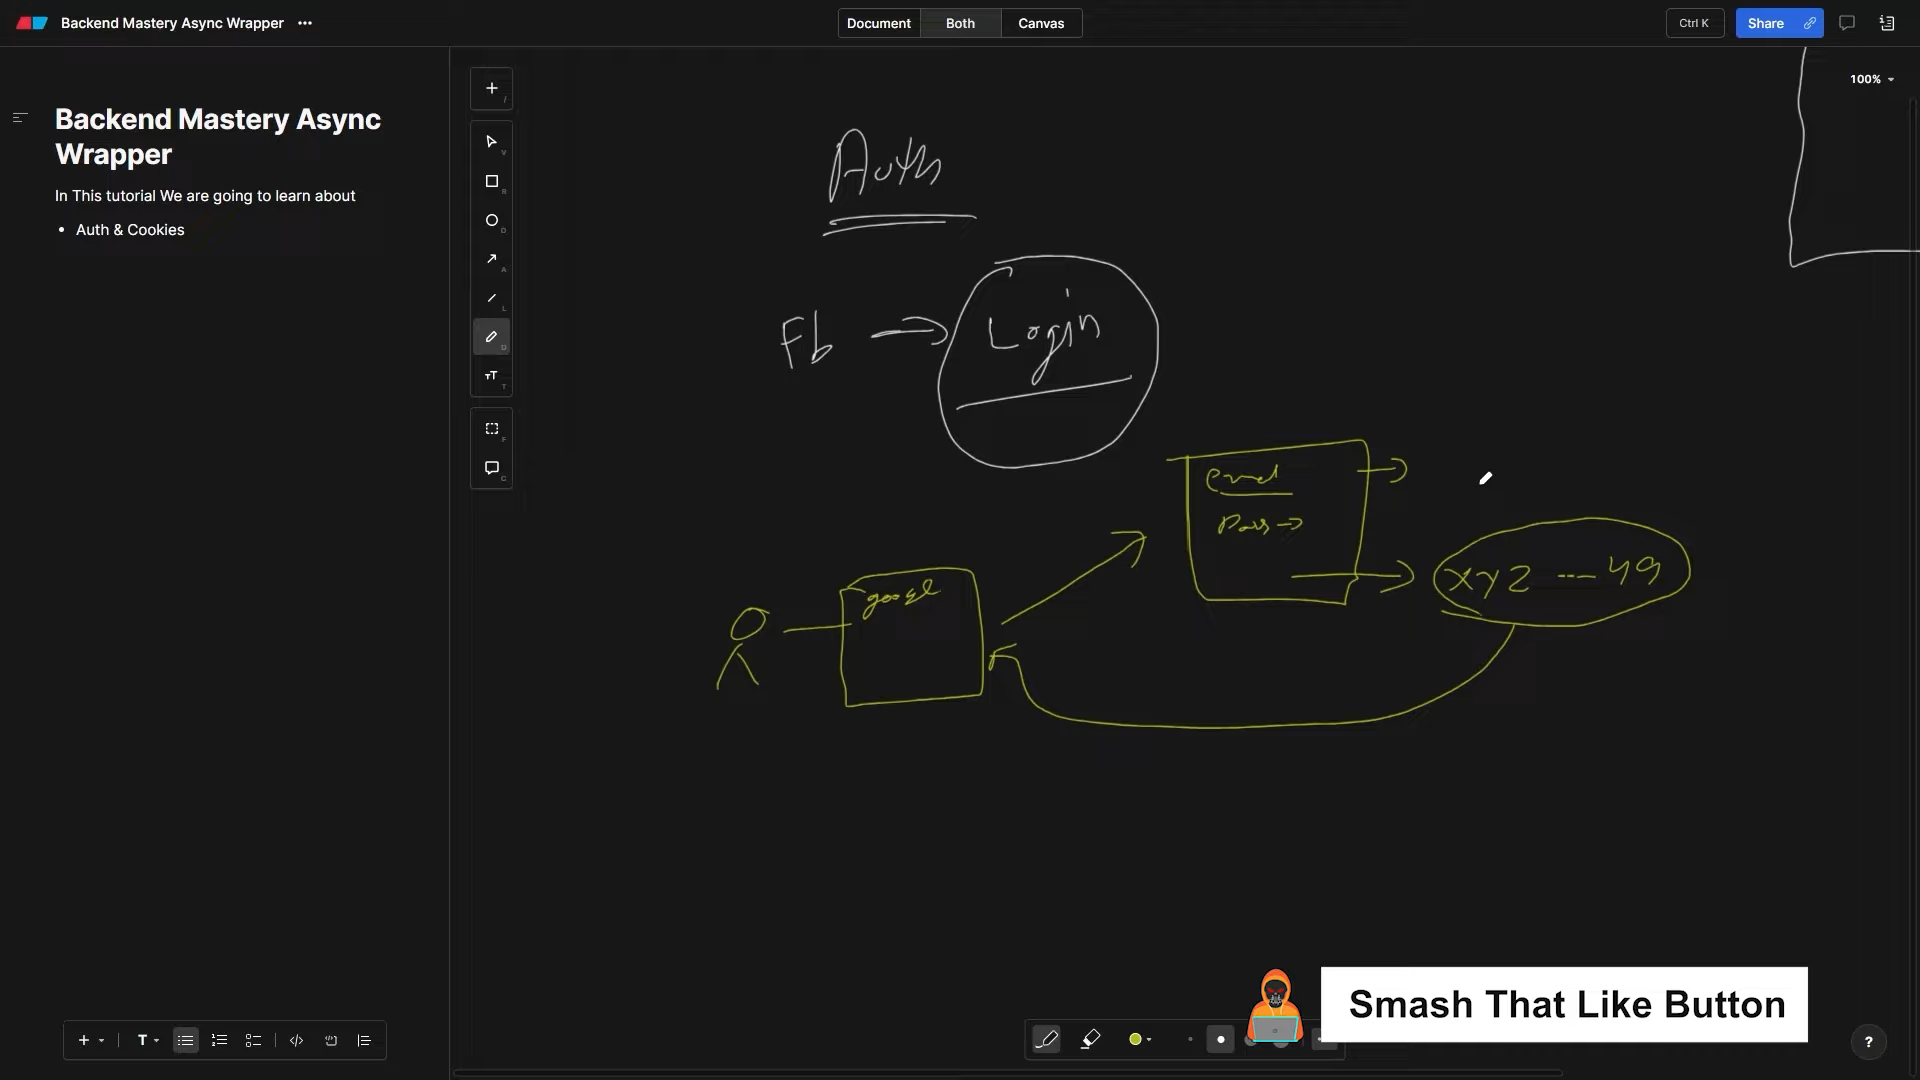 Backend Mastery Async Wrapper •••
Document Both Canvas
Ctrl K Share
100%
Backend Mastery Async
Wrapper
In This tutorial We are going to learn about
• Auth & Cookies
Auth
Fb → Login
Pass →
xyz --- 49
google
Smash That Like Button
T
?